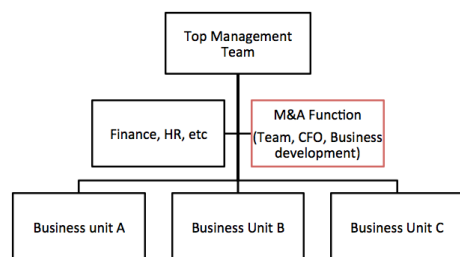 Top Management
Team
Finance, HR, etc
M&A Function
(Team, CFO, Business
development)
Business unit A
Business Unit B
Business Unit C